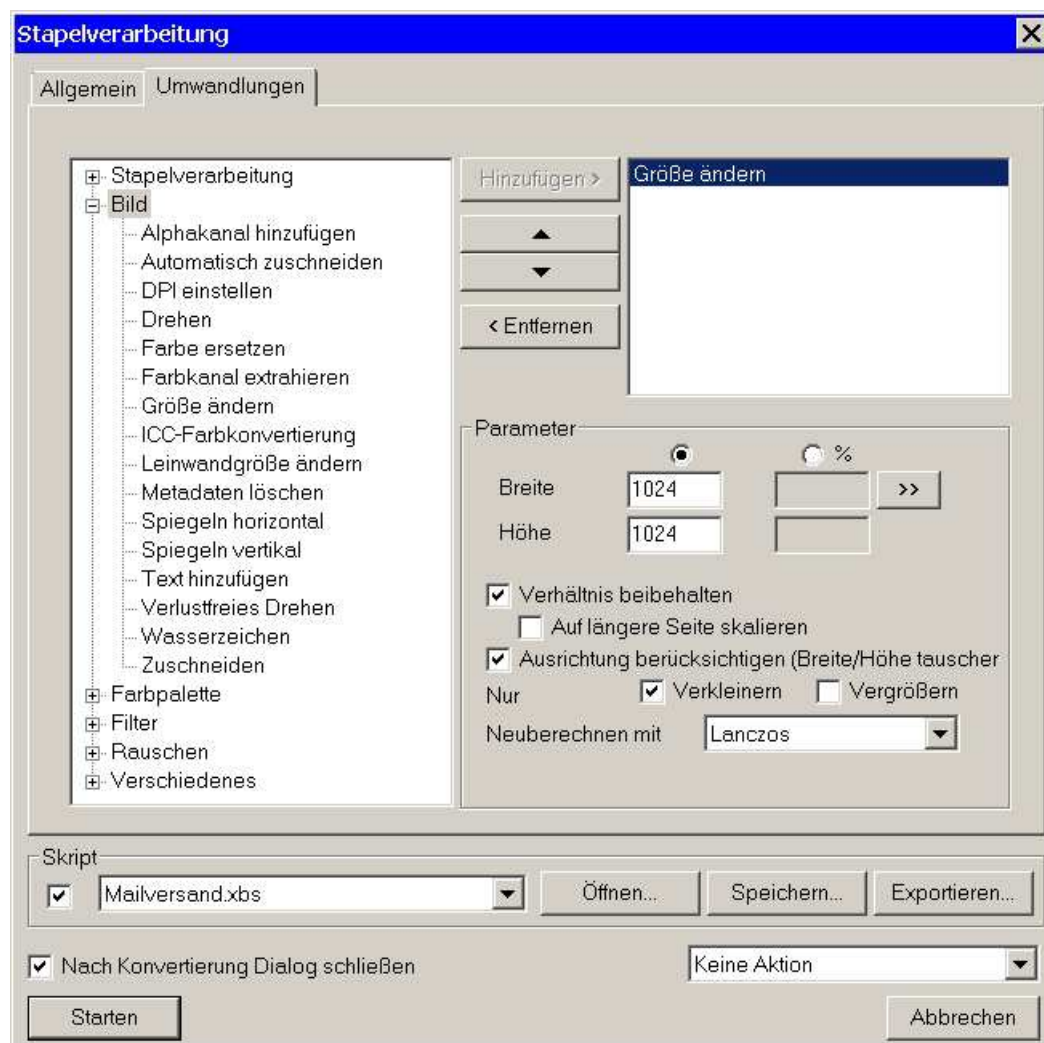 Stapelverarbeitung
Allgemein
Umwandlungen
Stapelverarbeitung
Bild
Alphakanal hinzufügen
Automatisch zuschneiden
DPI einstellen
Drehen
Farbe ersetzen
Farbkanal extrahieren
Größe ändern
ICC-Farbkonvertierung
Leinwandgröße ändern
Metadaten löschen
Spiegeln horizontal
Spiegeln vertikal
Text hinzufügen
Verlustfreies Drehen
Wasserzeichen
Zuschneiden
Farbpalette
Filter
Rauschen
Verschiedenes
Hinzufügen >
< Entfernen
Größe ändern
Parameter
%
Breite 1024 >>
Höhe 1024
Verhältnis beibehalten
Auf längere Seite skalieren
Ausrichtung berücksichtigen (Breite/Höhe tauscher
Nur Verkleinern Vergrößern
Neuberechnen mit Lanczos
Skript
Mailversand.xbs Öffnen... Speichern... Exportieren...
Nach Konvertierung Dialog schließen Keine Aktion
Starten Abbrechen